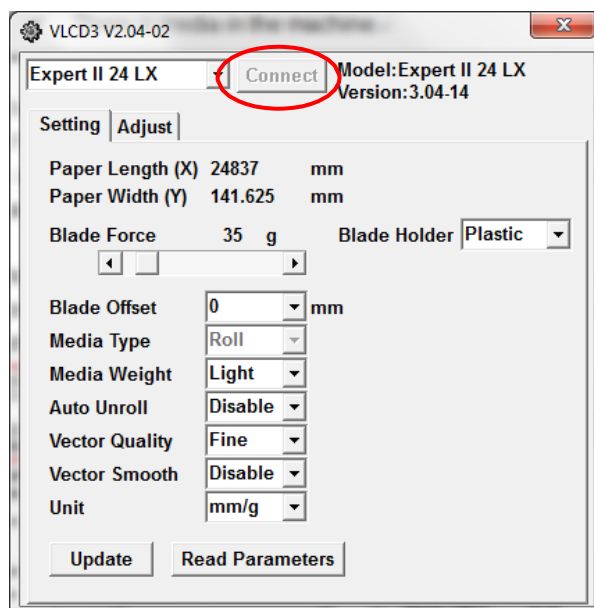 VLCD3 V2.04-02
Expert II 24 LX Connect Model:Expert II 24 LX
Version:3.04-14
Setting Adjust
Paper Length (X) 24837 mm
Paper Width (Y) 141.625 mm
Blade Force 35 g Blade Holder Plastic
Blade Offset 0 mm
Media Type Roll
Media Weight Light
Auto Unroll Disable
Vector Quality Fine
Vector Smooth Disable
Unit mm/g
Update Read Parameters